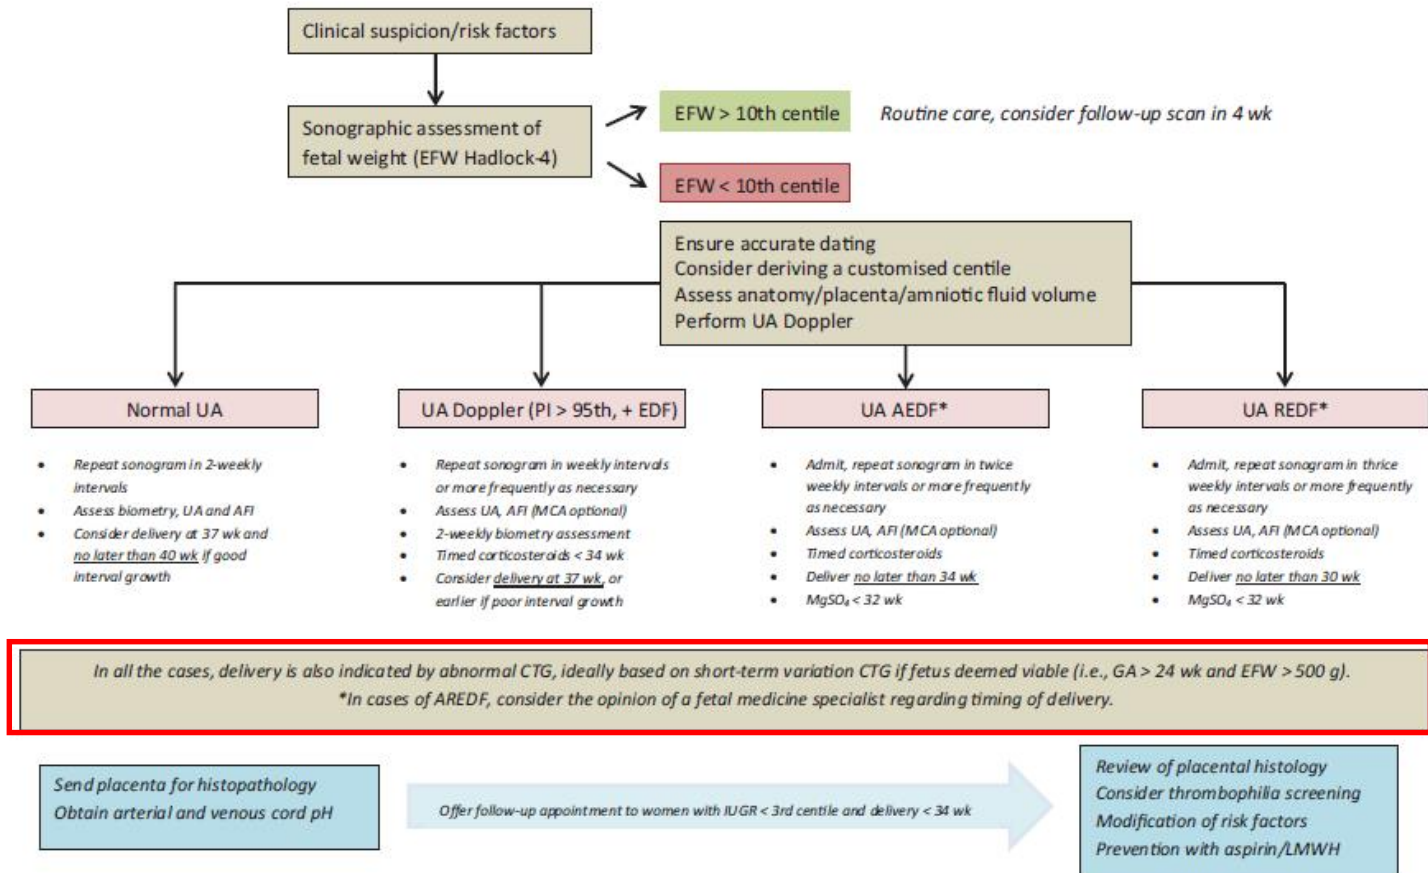 Clinical suspicion/risk factors
Sonographic assessment of
fetal weight (EFW Hadlock-4)
EFW > 10th centile
Routine care, consider follow-up scan in 4 wk
EFW < 10th centile
Ensure accurate dating
Consider deriving a customised centile
Assess anatomy/placenta/amniotic fluid volume
Perform UA Doppler
Normal UA
• Repeat sonogram in 2-weekly
intervals
• Assess biometry, UA and AFI
• Consider delivery at 37 wk and
no later than 40 wk if good
interval growth
UA Doppler (PI > 95th, + EDF)
• Repeat sonogram in weekly intervals
or more frequently as necessary
• Assess UA, AFI (MCA optional)
• 2-weekly biometry assessment
• Timed corticosteroids < 34 wk
• Consider delivery at 37 wk, or
earlier if poor interval growth
UA AEDF*
• Admit, repeat sonogram in twice
weekly intervals or more frequently
as necessary
• Assess UA, AFI (MCA optional)
• Timed corticosteroids
• Deliver no later than 34 wk
• MgSO₄ < 32 wk
UA REDF*
• Admit, repeat sonogram in thrice
weekly intervals or more frequently
as necessary
• Assess UA, AFI (MCA optional)
• Timed corticosteroids
• Deliver no later than 30 wk
• MgSO₄ < 32 wk
In all the cases, delivery is also indicated by abnormal CTG, ideally based on short-term variation CTG if fetus deemed viable (i.e., GA > 24 wk and EFW > 500 g).
*In cases of AREDF, consider the opinion of a fetal medicine specialist regarding timing of delivery.
Send placenta for histopathology
Obtain arterial and venous cord pH
Offer follow-up appointment to women with IUGR < 3rd centile and delivery < 34 wk
Review of placental histology
Consider thrombophilia screening
Modification of risk factors
Prevention with aspirin/LMWH